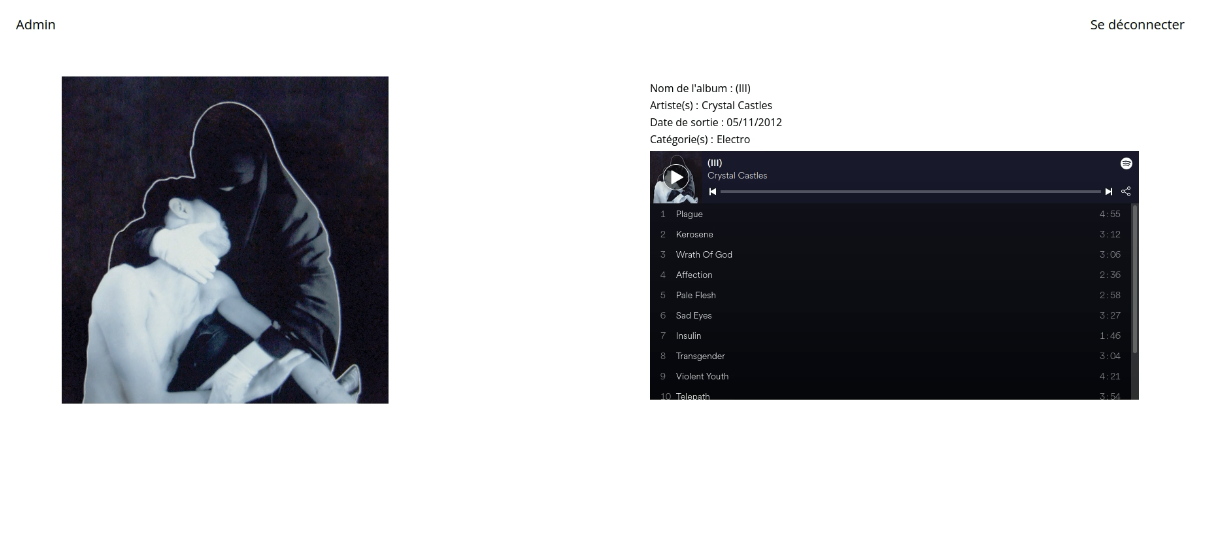 Admin
Se déconnecter
Nom de l'album : (III)
Artiste(s) : Crystal Castles
Date de sortie : 05/11/2012
Catégorie(s) : Electro
(III)
Crystal Castles
1 Plague 4:55
2 Kerosene 3:12
3 Wrath Of God 3:06
4 Affection 2:36
5 Pale Flesh 2:58
6 Sad Eyes 3:27
7 Insulin 1:46
8 Transgender 3:04
9 Violent Youth 4:21
10 Telepath 3:54